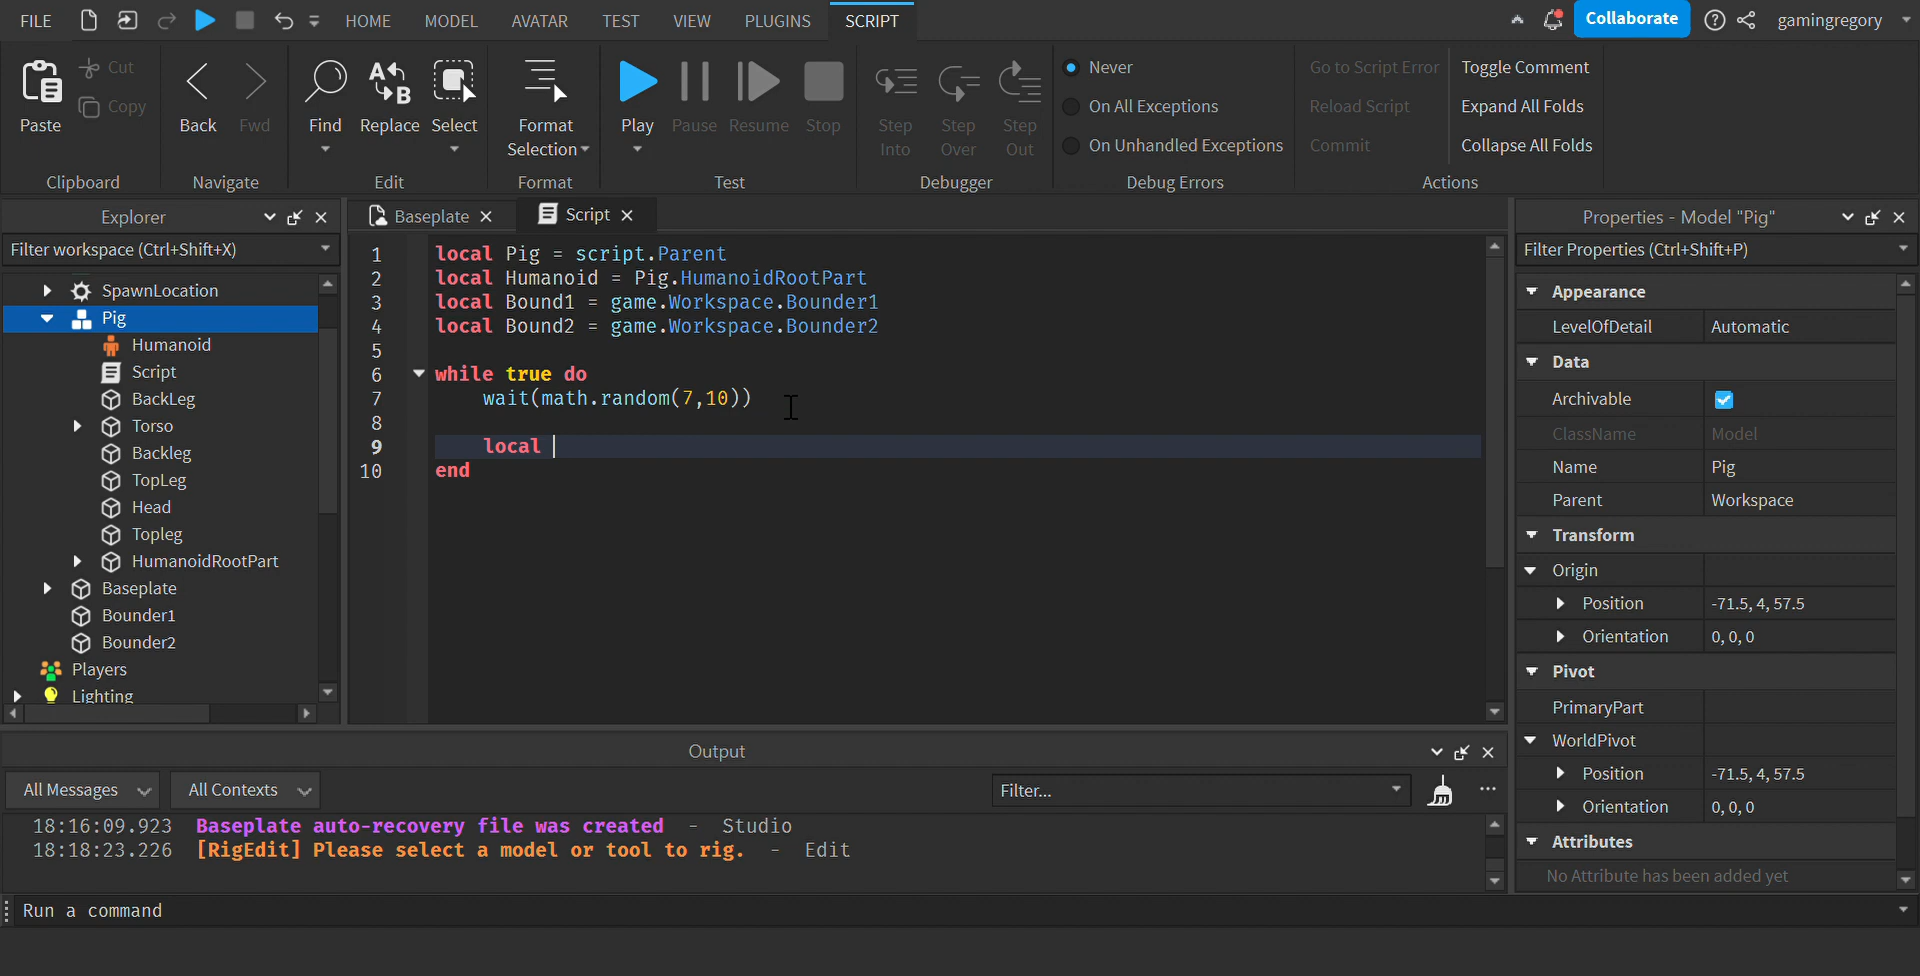 FILE HOME MODEL AVATAR TEST VIEW PLUGINS SCRIPT Collaborate gamingregory
Paste Cut Copy
Clipboard
Back Fwd
Navigate
Find Replace Select
Edit
Format Selection
Format
Play Pause Resume Stop
Test
Step Into Step Over Step Out
Debugger
Never
On All Exceptions
On Unhandled Exceptions
Debug Errors
Go to Script Error Toggle Comment
Reload Script Expand All Folds
Commit Collapse All Folds
Actions
Explorer
Filter workspace (Ctrl+Shift+X)
SpawnLocation
Pig
Humanoid
Script
BackLeg
Torso
Backleg
TopLeg
Head
Topleg
HumanoidRootPart
Baseplate
Bounder1
Bounder2
Players
Lighting
Baseplate Script
1 local Pig = script.Parent
2 local Humanoid = Pig.HumanoidRootPart
3 local Bound1 = game.Workspace.Bounder1
4 local Bound2 = game.Workspace.Bounder2
5
6 while true do
7 wait(math.random(7,10))
8
9 local
10 end
Properties - Model "Pig"
Filter Properties (Ctrl+Shift+P)
Appearance
LevelOfDetail Automatic
Data
Archivable
ClassName Model
Name Pig
Parent Workspace
Transform
Origin
Position -71.5, 4, 57.5
Orientation 0, 0, 0
Pivot
PrimaryPart
WorldPivot
Position -71.5, 4, 57.5
Orientation 0, 0, 0
Attributes
No Attribute has been added yet
Output
All Messages All Contexts Filter...
18:16:09.923 Baseplate auto-recovery file was created - Studio
18:18:23.226 [RigEdit] Please select a model or tool to rig. - Edit
Run a command